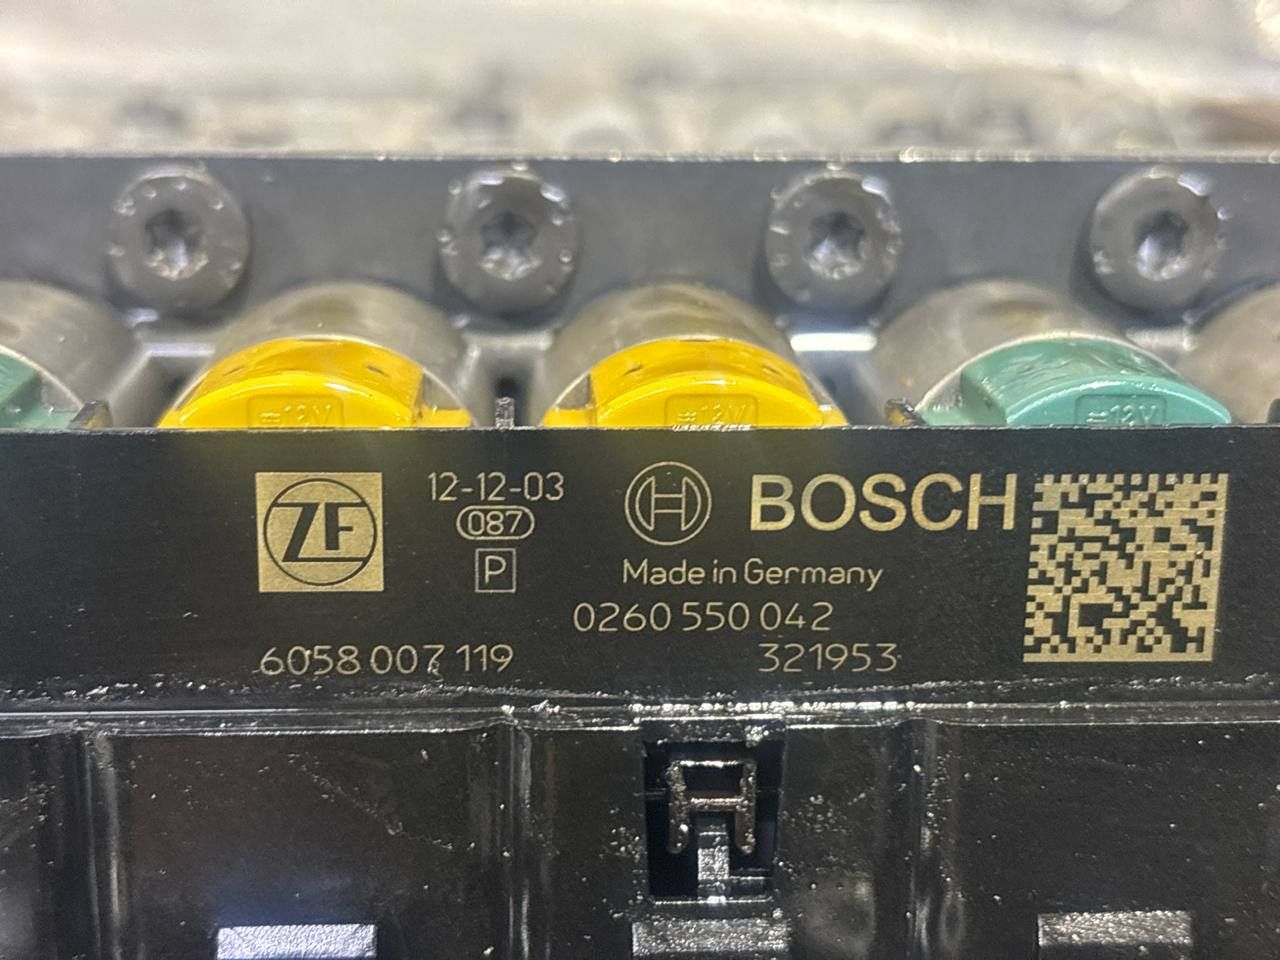 =12V
≂12V
=12V
ZF
12-12-03
087
P
BOSCH
Made in Germany
0260 550 042
6058 007 119
321953